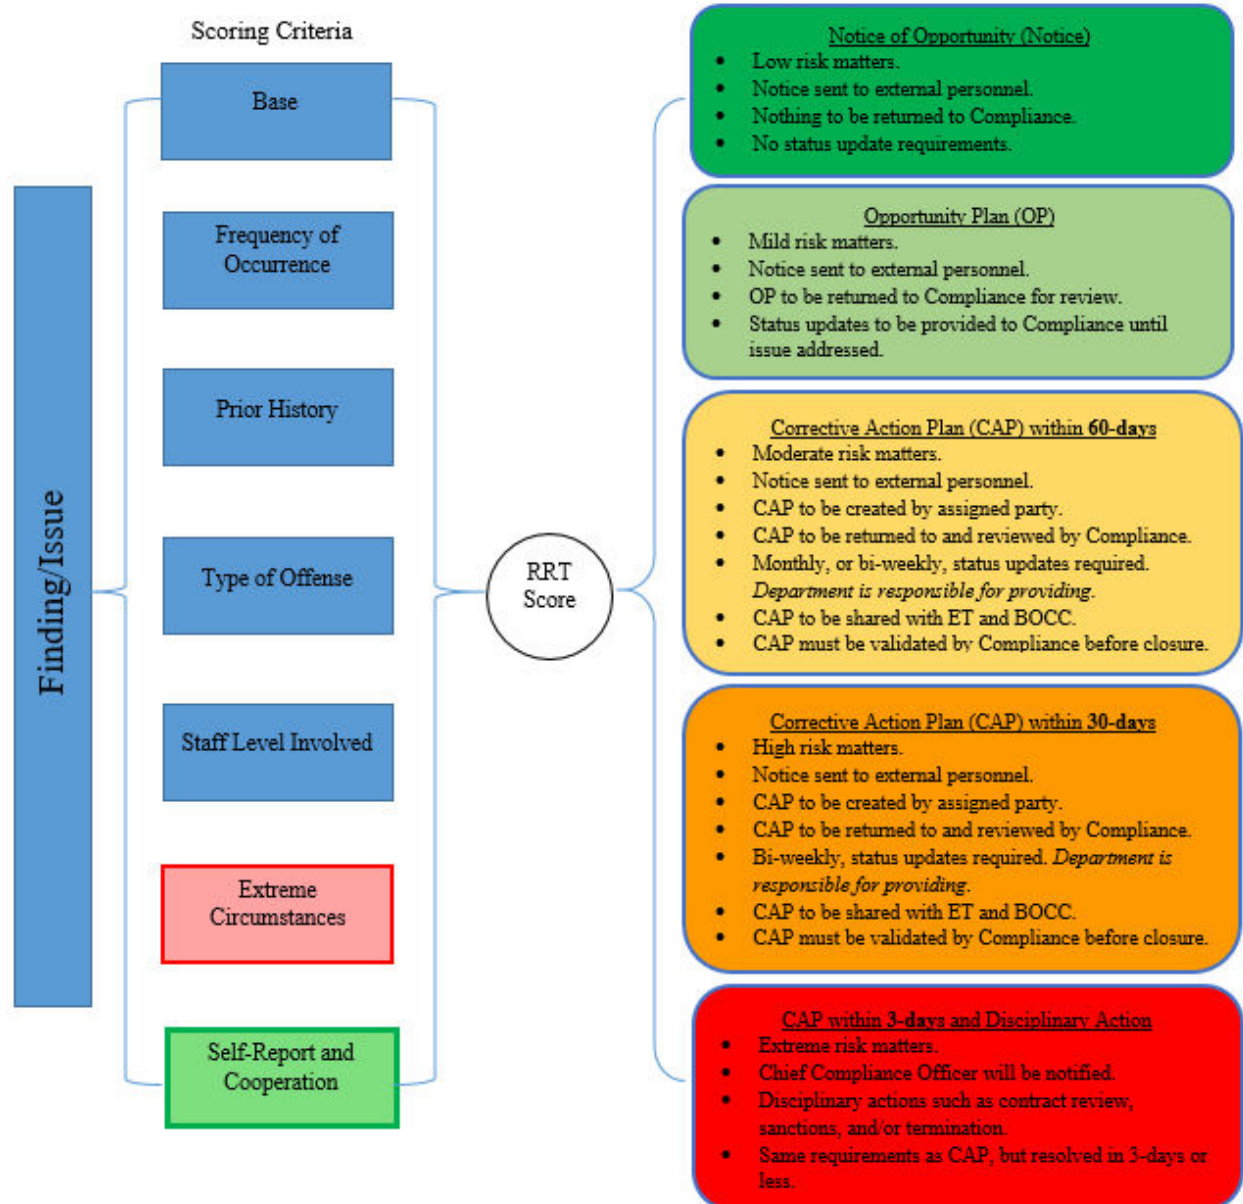 Scoring Criteria
Finding/Issue
Base
Frequency of
Occurrence
Prior History
Type of Offense
Staff Level Involved
Extreme
Circumstances
Self-Report and
Cooperation
RRT
Score
Notice of Opportunity (Notice)
• Low risk matters.
• Notice sent to external personnel.
• Nothing to be returned to Compliance.
• No status update requirements.
Opportunity Plan (OP)
• Mild risk matters.
• Notice sent to external personnel.
• OP to be returned to Compliance for review.
• Status updates to be provided to Compliance until
issue addressed.
Corrective Action Plan (CAP) within 60-days
• Moderate risk matters.
• Notice sent to external personnel.
• CAP to be created by assigned party.
• CAP to be returned to and reviewed by Compliance.
• Monthly, or bi-weekly, status updates required.
Department is responsible for providing.
• CAP to be shared with ET and BOCC.
• CAP must be validated by Compliance before closure.
Corrective Action Plan (CAP) within 30-days
• High risk matters.
• Notice sent to external personnel.
• CAP to be created by assigned party.
• CAP to be returned to and reviewed by Compliance.
• Bi-weekly, status updates required. Department is
responsible for providing.
• CAP to be shared with ET and BOCC.
• CAP must be validated by Compliance before closure.
CAP within 3-days and Disciplinary Action
• Extreme risk matters.
• Chief Compliance Officer will be notified.
• Disciplinary actions such as contract review,
sanctions, and/or termination.
• Same requirements as CAP, but resolved in 3-days or
less.